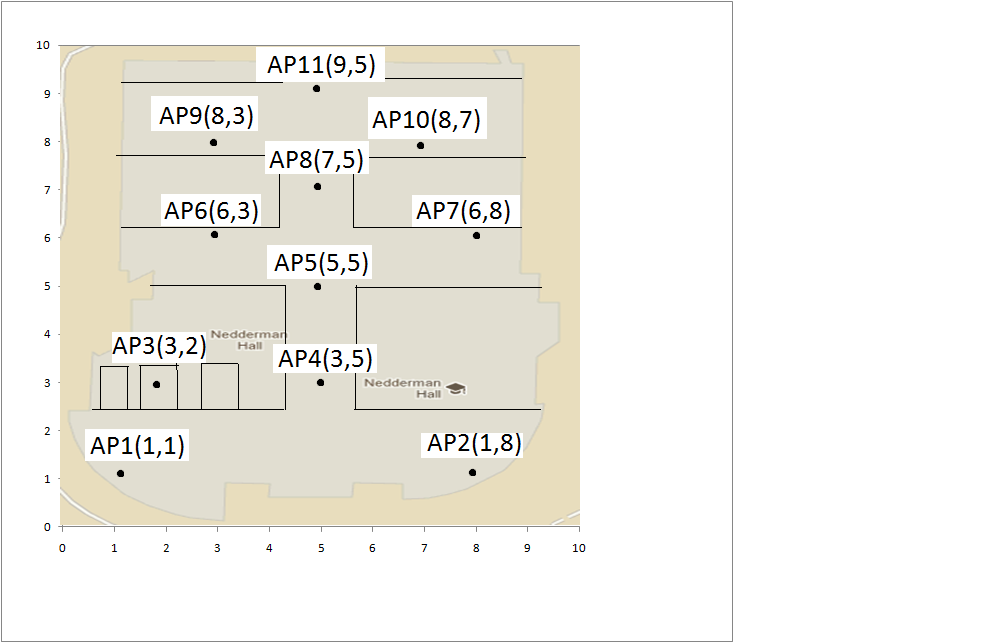 10
AP11(9,5)
9
AP9(8,3)
AP10(8,7)
8
AP8(7,5)
7
AP6(6,3)
AP7(6,8)
6
AP5(5,5)
5
4
Nedderman
Hall
AP3(3,2)
AP4(3,5)
3
Nedderman
Hall
2
AP1(1,1)
AP2(1,8)
1
0
0 1 2 3 4 5 6 7 8 9 10